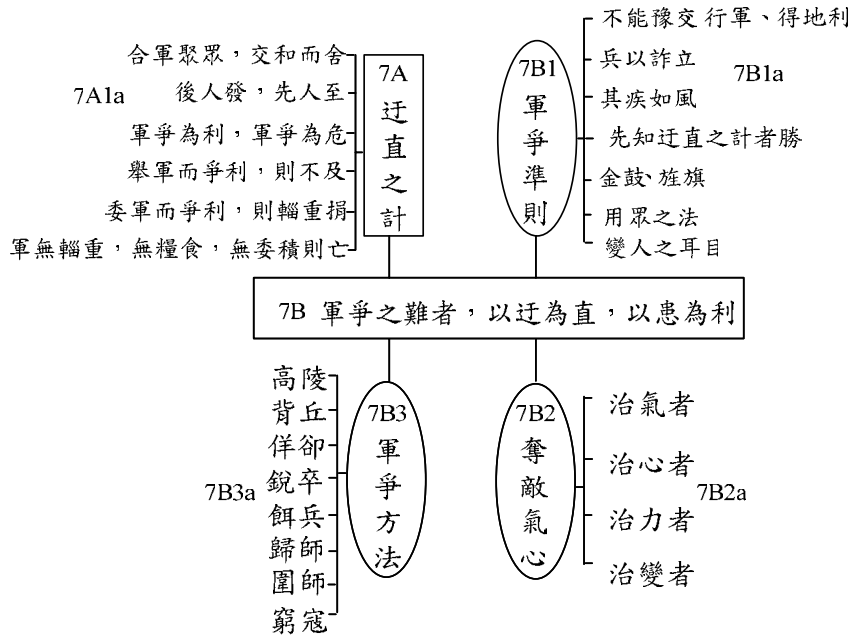 7A1a
合軍聚眾，交和而舍
後人發，先人至
軍爭為利，軍爭為危
舉軍而爭利，則不及
委軍而爭利，則輜重捐
軍無輜重，無糧食，無委積則亡
7A
迂直之計
7B1
軍爭準則
不能豫交 行軍、得地利
兵以詐立
其疾如風
先知迂直之計者勝
金鼓、旌旗
用眾之法
變人之耳目
7B1a
7B 軍爭之難者，以迂為直，以患為利
7B3a
高陵
背丘
佯卻
銳卒
餌兵
歸師
圍師
窮寇
7B3
軍爭方法
7B2
奪敵氣心
治氣者
治心者
治力者
治變者
7B2a